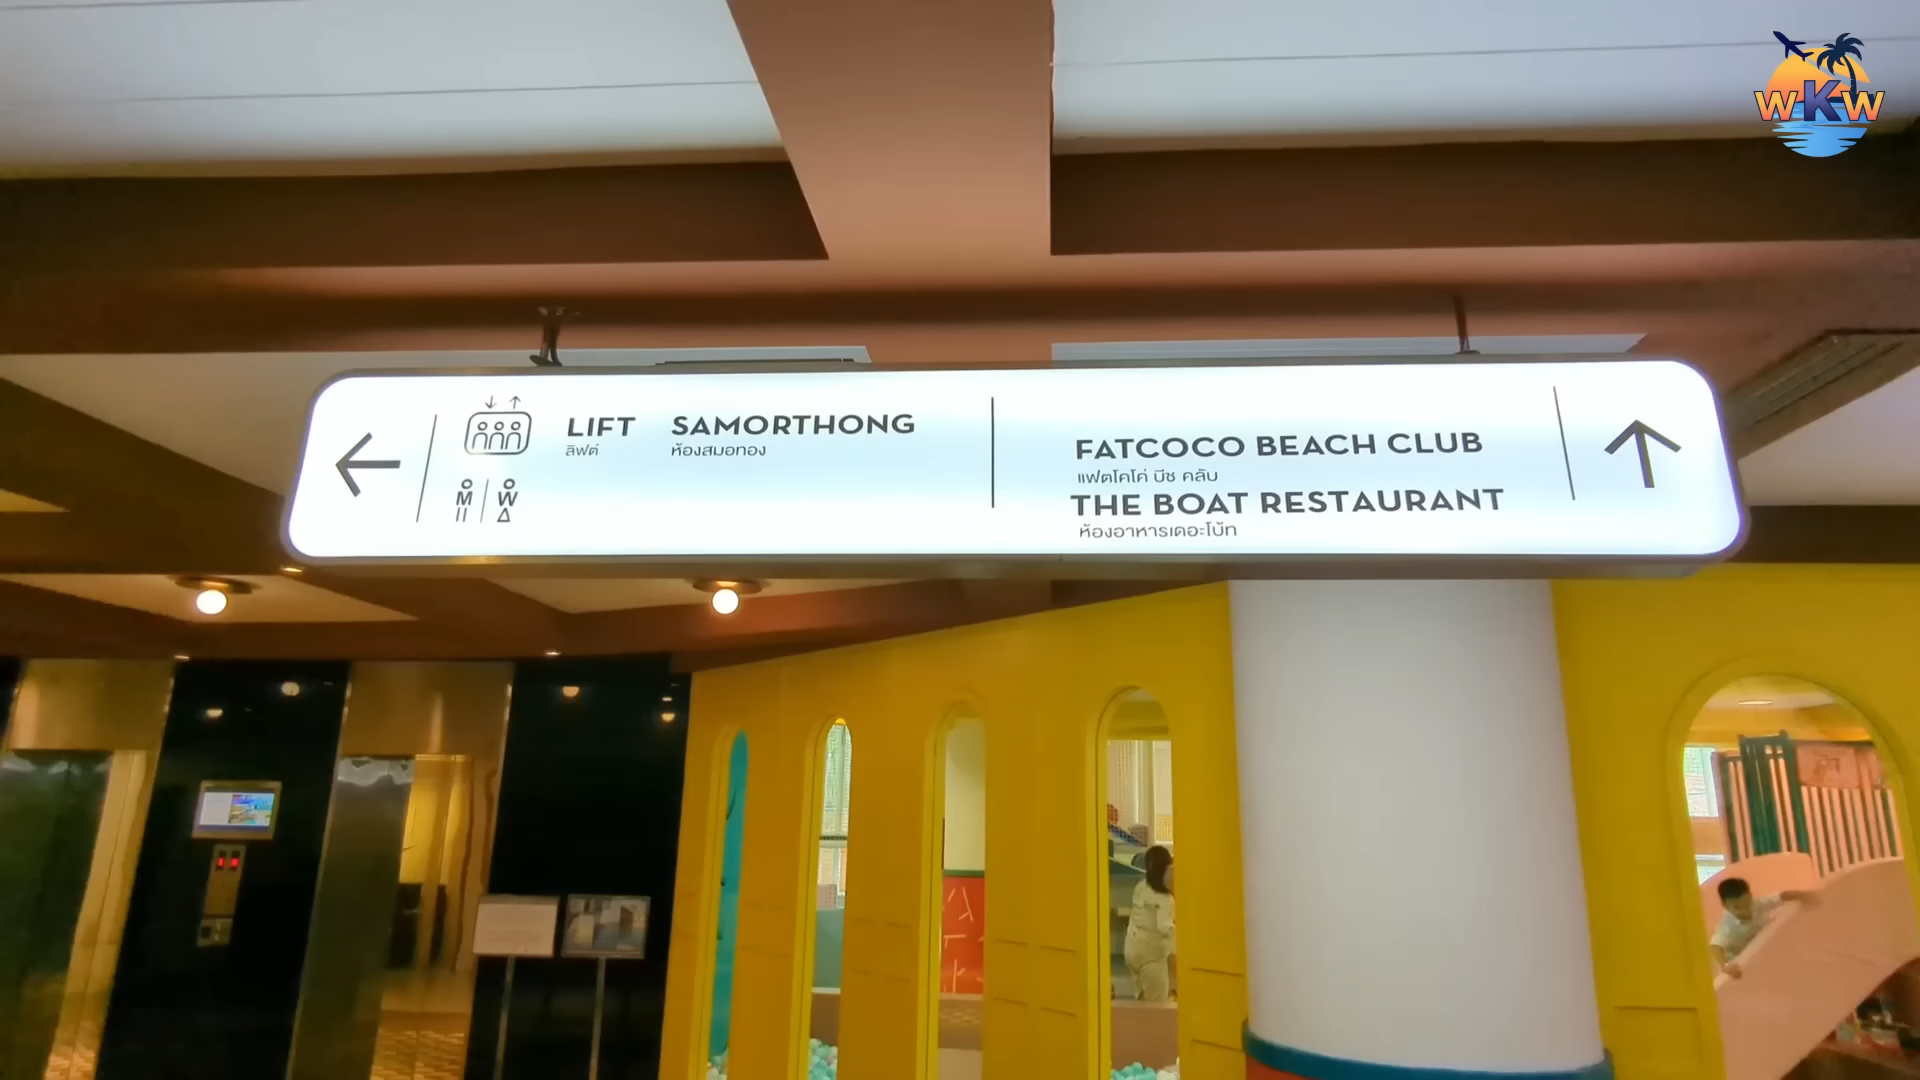 LIFT
ลิฟต์
SAMORTHONG
ห้องสมอทอง
M W
FATCOCO BEACH CLUB
แฟตโคโค่ บีช คลับ
THE BOAT RESTAURANT
ห้องอาหารเดอะโบ๊ท
WKW